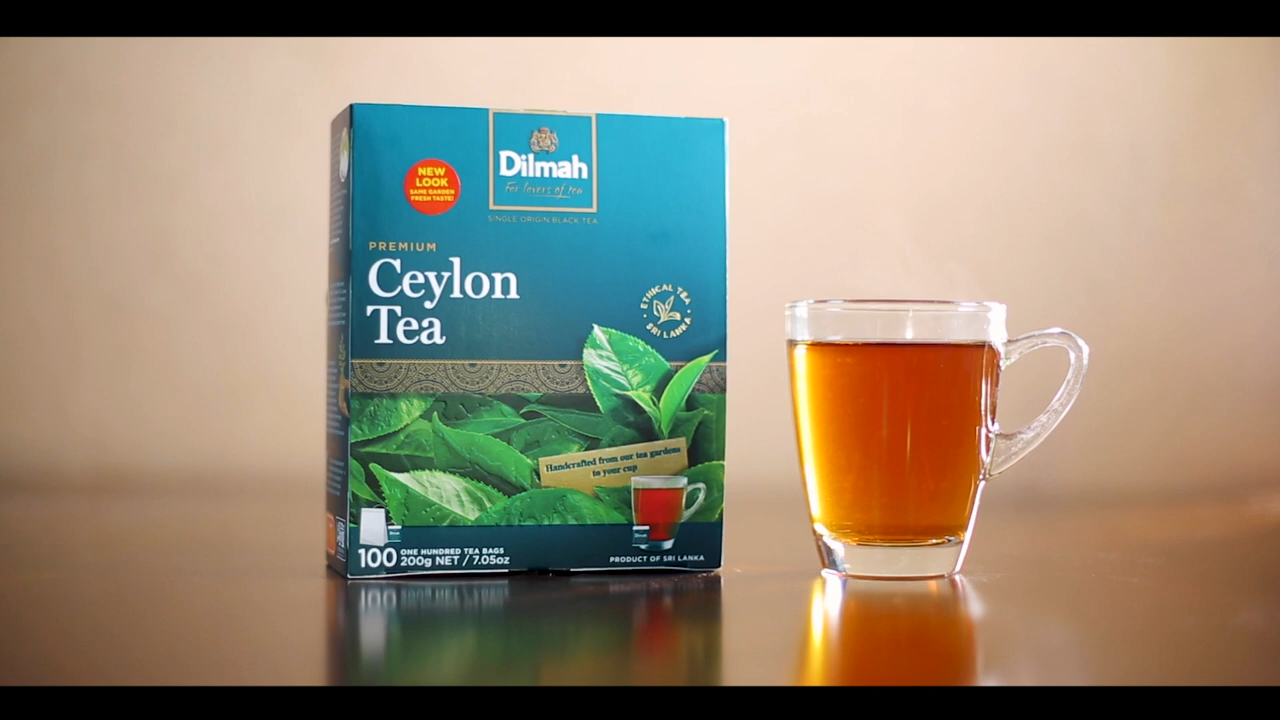 NEW
LOOK
SAME GARDEN
FRESH TASTE!
Dilmah
For lovers of tea
SINGLE ORIGIN BLACK TEA
PREMIUM
Ceylon
Tea
ETHICAL TEA
SRI LANKA
Handcrafted from our tea gardens
to your cup
Dilmah
Dilmah
100 ONE HUNDRED TEA BAGS
200g NET / 7.05oz
PRODUCT OF SRI LANKA